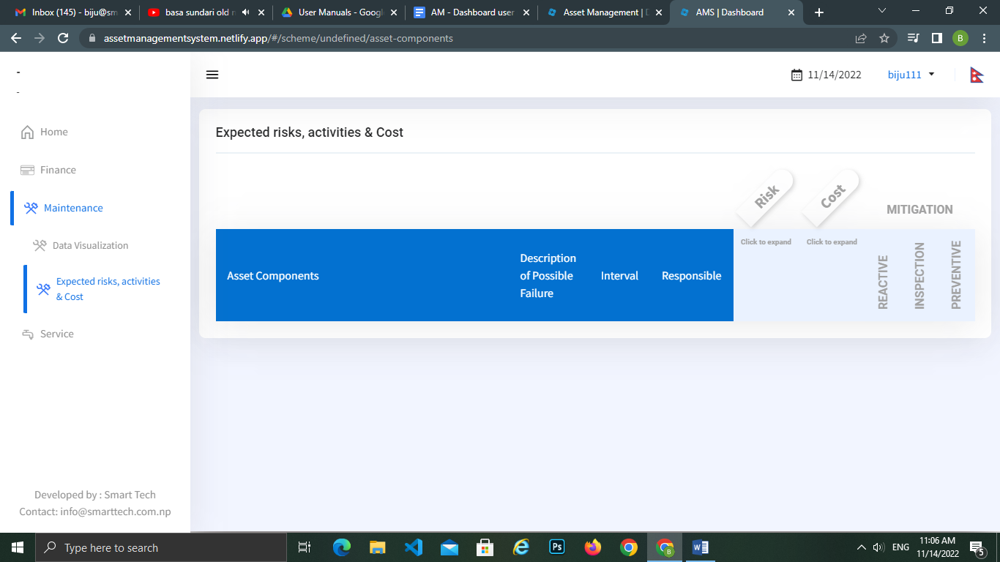 Inbox (145) - biju@sm
basa sundari old n
User Manuals - Googl
AM - Dashboard user
Asset Management | D
AMS | Dashboard
assetmanagementsystem.netlify.app/#/scheme/undefined/asset-components
B
-
-
11/14/2022
biju111
Home
Finance
Maintenance
Data Visualization
Expected risks, activities
& Cost
Service
Expected risks, activities & Cost
Risk
Cost
MITIGATION
Asset Components
Description
of Possible
Failure
Interval
Responsible
Click to expand
Click to expand
REACTIVE
INSPECTION
PREVENTIVE
Developed by : Smart Tech
Contact: info@smarttech.com.np
Type here to search
Ps
B
ENG
11:06 AM
11/14/2022
5